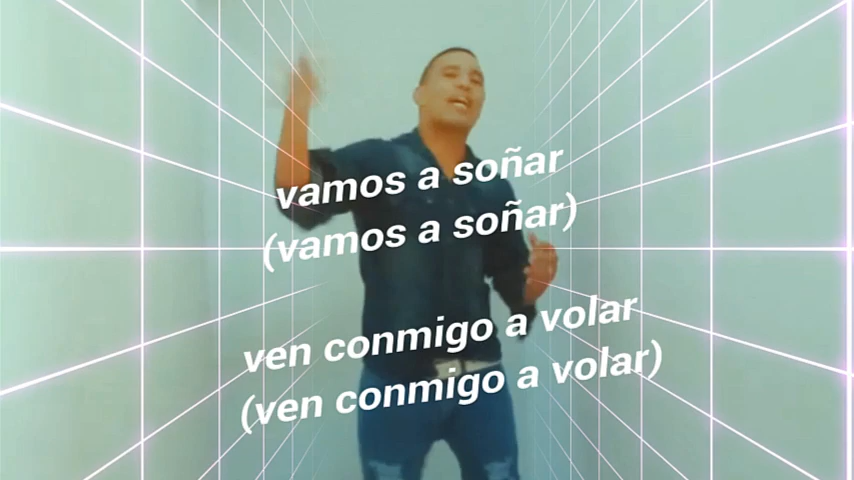 vamos a soñar
(vamos a soñar)
ven conmigo a volar
(ven conmigo a volar)